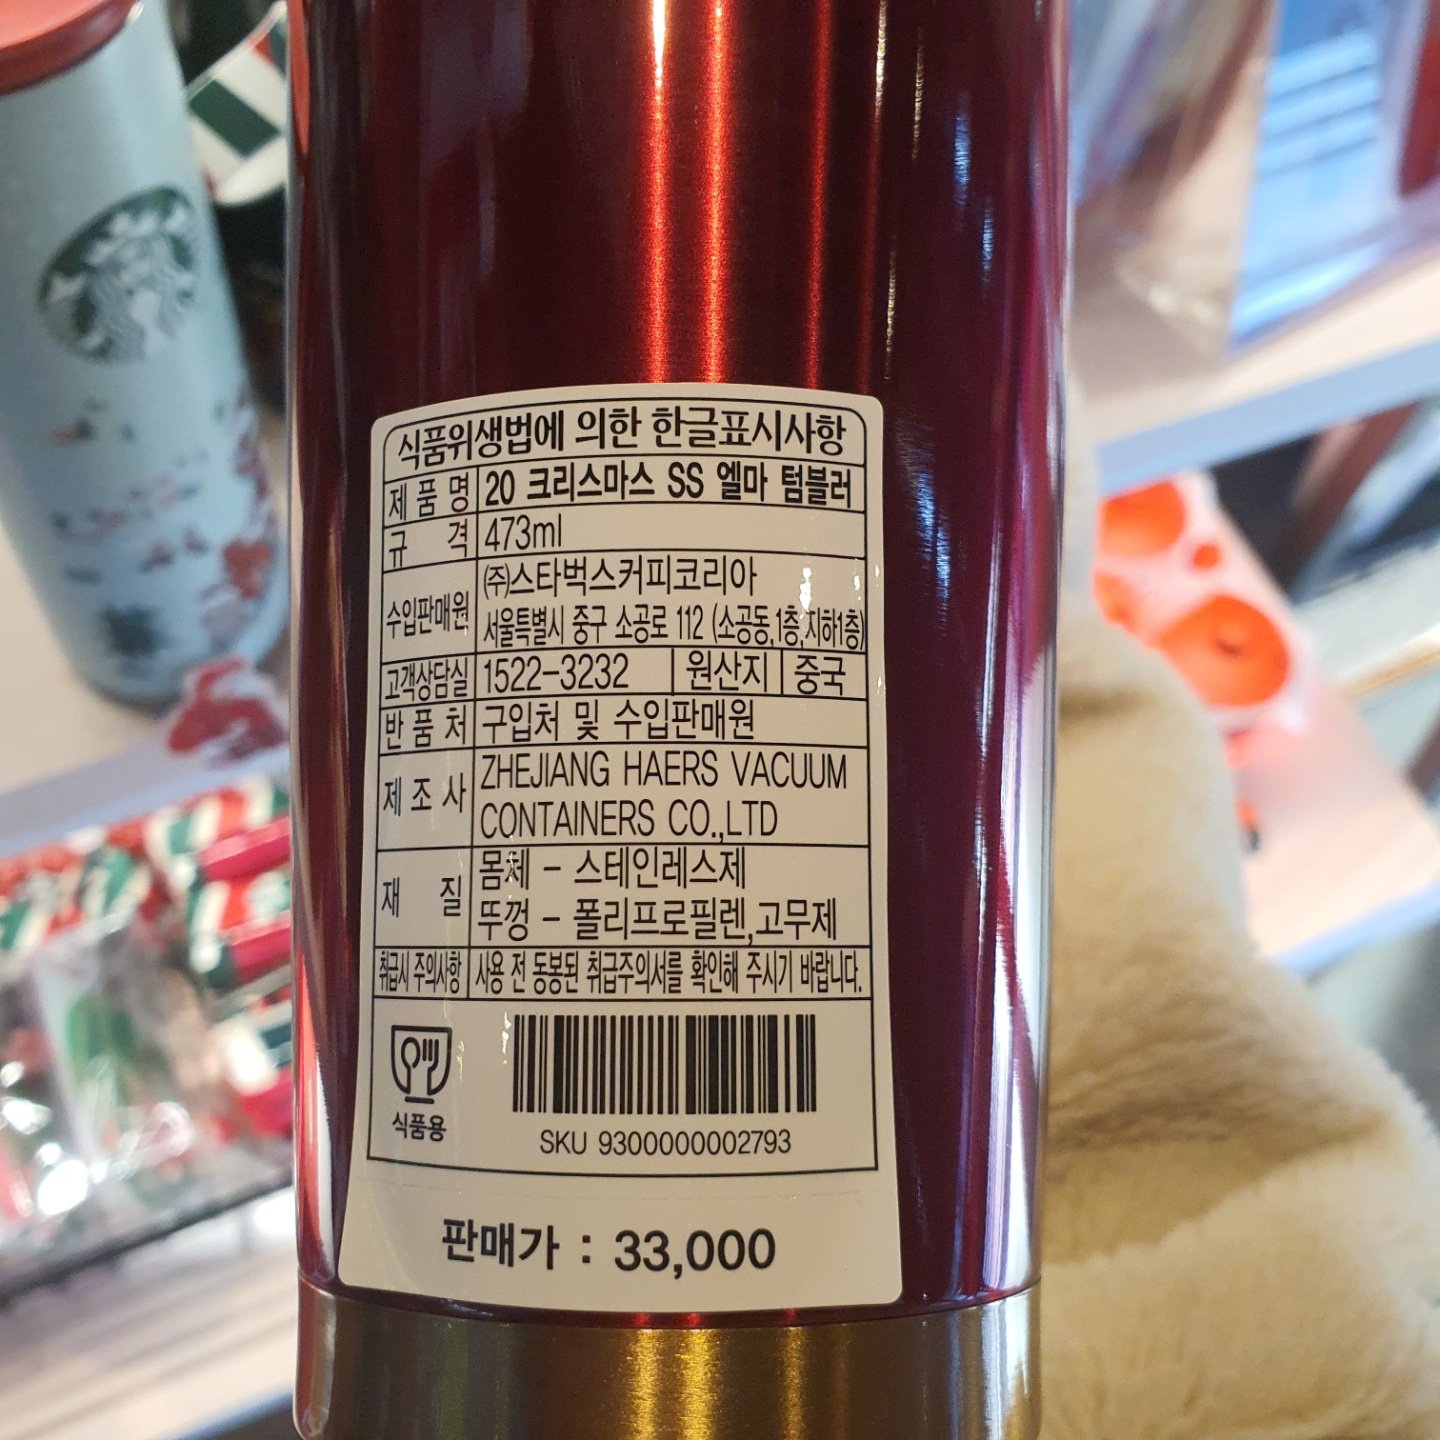 식품위생법에 의한 한글표시사항
제 품 명 20 크리스마스 SS 엘마 텀블러
규 격 473ml
수입판매원 (주)스타벅스커피코리아
서울특별시 중구 소공로 112 (소공동,1층,지하1층)
고객상담실 1522-3232 원산지 중국
반 품 처 구입처 및 수입판매원
제 조 사 ZHEJIANG HAERS VACUUM
CONTAINERS CO.,LTD
재 질 몸체 - 스테인레스제
뚜껑 - 폴리프로필렌,고무제
취급시 주의사항 사용 전 동봉된 취급주의서를 확인해 주시기 바랍니다.
식품용
SKU 9300000002793
판매가 : 33,000